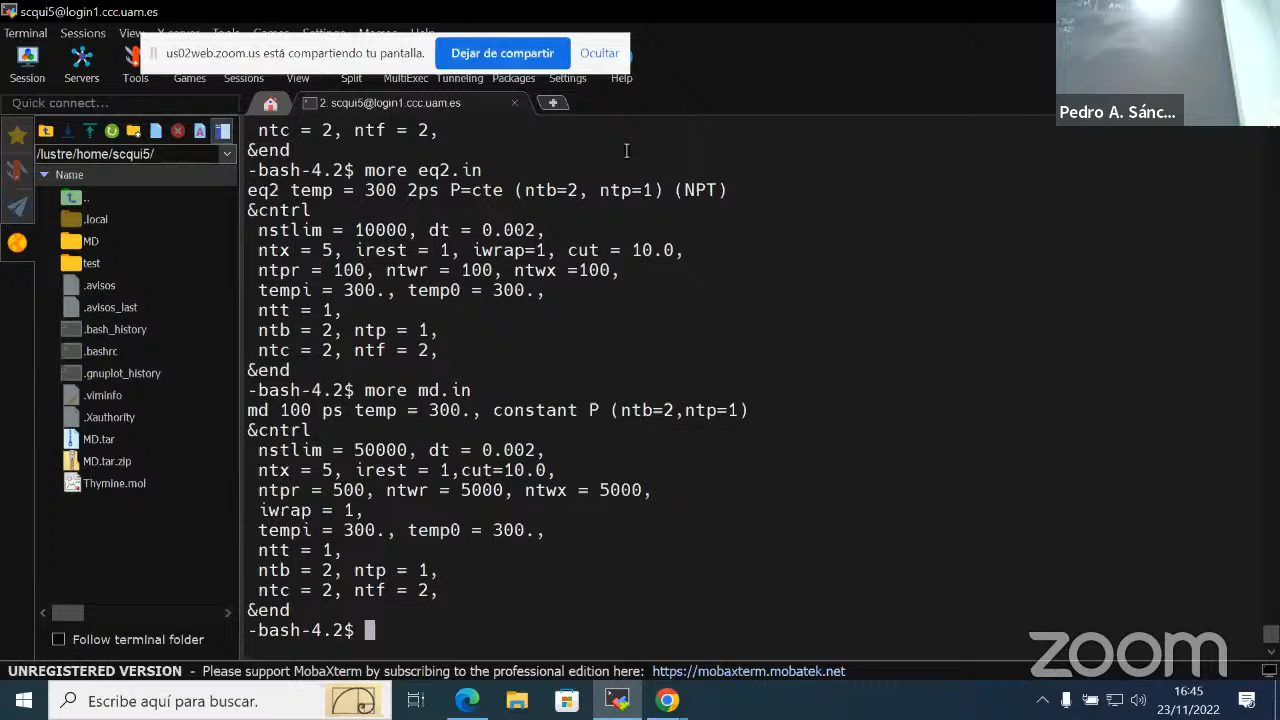 scqui5@login1.ccc.uam.es
Terminal Sessions View X server Tools Games Settings Macros Help
us02web.zoom.us está compartiendo tu pantalla. Dejar de compartir Ocultar
Session Servers Tools Games Sessions View Split MultiExec Tunneling Packages Settings Help
Quick connect... 2. scqui5@login1.ccc.uam.es
Pedro A. Sánc...
/lustre/home/scqui5/
Name
..
.local
MD
test
.avisos
.avisos_last
.bash_history
.bashrc
.gnuplot_history
.viminfo
.Xauthority
MD.tar
MD.tar.zip
Thymine.mol
Follow terminal folder
ntc = 2, ntf = 2,
&end
-bash-4.2$ more eq2.in
eq2 temp = 300 2ps P=cte (ntb=2, ntp=1) (NPT)
&cntrl
nstlim = 10000, dt = 0.002,
ntx = 5, irest = 1, iwrap=1, cut = 10.0,
ntpr = 100, ntwr = 100, ntwx =100,
tempi = 300., temp0 = 300.,
ntt = 1,
ntb = 2, ntp = 1,
ntc = 2, ntf = 2,
&end
-bash-4.2$ more md.in
md 100 ps temp = 300., constant P (ntb=2,ntp=1)
&cntrl
nstlim = 50000, dt = 0.002,
ntx = 5, irest = 1,cut=10.0,
ntpr = 500, ntwr = 5000, ntwx = 5000,
iwrap = 1,
tempi = 300., temp0 = 300.,
ntt = 1,
ntb = 2, ntp = 1,
ntc = 2, ntf = 2,
&end
-bash-4.2$
zoom
UNREGISTERED VERSION - Please support MobaXterm by subscribing to the professional edition here: https://mobaxterm.mobatek.net
Escribe aquí para buscar.
16:45
23/11/2022